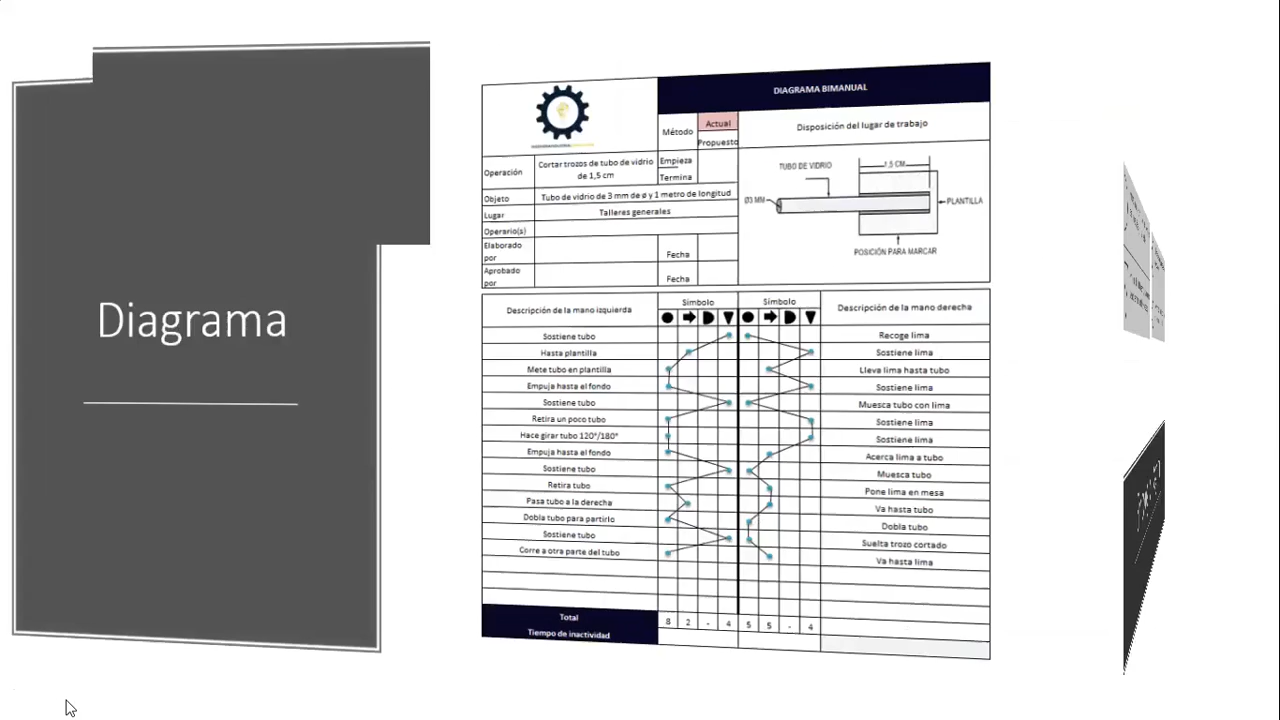 Diagrama
DIAGRAMA BIMANUAL
Método
Actual
Propuesto
Disposición del lugar de trabajo
Operación
Cortar trozos de tubo de vidrio
de 1,5 cm
Empieza
Termina
Objeto
Tubo de vidrio de 3 mm de ø y 1 metro de longitud
Lugar
Talleres generales
Operario(s)
Elaborado
por
Fecha
Aprobado
por
Fecha
TUBO DE VIDRIO
1,5 CM
Ø3 MM
PLANTILLA
POSICIÓN PARA MARCAR
Descripción de la mano izquierda
Símbolo
Símbolo
Descripción de la mano derecha
Sostiene tubo
Recoge lima
Hasta plantilla
Sostiene lima
Mete tubo en plantilla
Lleva lima hasta tubo
Empuja hasta el fondo
Sostiene lima
Sostiene tubo
Muesca tubo con lima
Retira un poco tubo
Sostiene lima
Hace girar tubo 120°/180°
Sostiene lima
Empuja hasta el fondo
Acerca lima a tubo
Sostiene tubo
Muesca tubo
Retira tubo
Pone lima en mesa
Pasa tubo a la derecha
Va hasta tubo
Dobla tubo para partirlo
Dobla tubo
Sostiene tubo
Suelta trozo cortado
Corre a otra parte del tubo
Va hasta lima
Total
8 2 - 4 5 5 - 4
Tiempo de inactividad